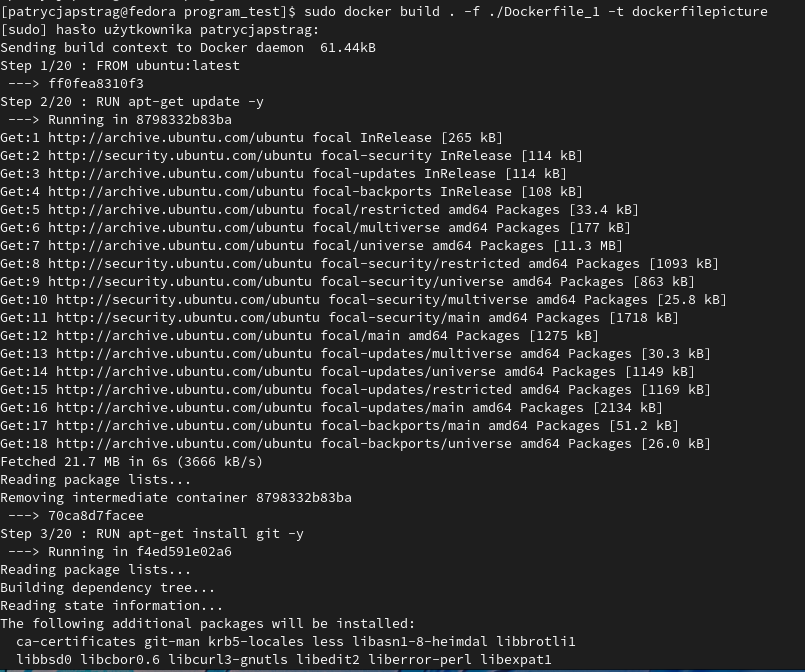 [patrycjapstrag@fedora program_test]$ sudo docker build . -f ./Dockerfile_1 -t dockerfilepicture
[sudo] hasło użytkownika patrycjapstrag:
Sending build context to Docker daemon  61.44kB
Step 1/20 : FROM ubuntu:latest
 ---> ff0fea8310f3
Step 2/20 : RUN apt-get update -y
 ---> Running in 8798332b83ba
Get:1 http://archive.ubuntu.com/ubuntu focal InRelease [265 kB]
Get:2 http://security.ubuntu.com/ubuntu focal-security InRelease [114 kB]
Get:3 http://archive.ubuntu.com/ubuntu focal-updates InRelease [114 kB]
Get:4 http://archive.ubuntu.com/ubuntu focal-backports InRelease [108 kB]
Get:5 http://archive.ubuntu.com/ubuntu focal/restricted amd64 Packages [33.4 kB]
Get:6 http://archive.ubuntu.com/ubuntu focal/multiverse amd64 Packages [177 kB]
Get:7 http://archive.ubuntu.com/ubuntu focal/universe amd64 Packages [11.3 MB]
Get:8 http://security.ubuntu.com/ubuntu focal-security/restricted amd64 Packages [1093 kB]
Get:9 http://security.ubuntu.com/ubuntu focal-security/universe amd64 Packages [863 kB]
Get:10 http://security.ubuntu.com/ubuntu focal-security/multiverse amd64 Packages [25.8 kB]
Get:11 http://security.ubuntu.com/ubuntu focal-security/main amd64 Packages [1718 kB]
Get:12 http://archive.ubuntu.com/ubuntu focal/main amd64 Packages [1275 kB]
Get:13 http://archive.ubuntu.com/ubuntu focal-updates/multiverse amd64 Packages [30.3 kB]
Get:14 http://archive.ubuntu.com/ubuntu focal-updates/universe amd64 Packages [1149 kB]
Get:15 http://archive.ubuntu.com/ubuntu focal-updates/restricted amd64 Packages [1169 kB]
Get:16 http://archive.ubuntu.com/ubuntu focal-updates/main amd64 Packages [2134 kB]
Get:17 http://archive.ubuntu.com/ubuntu focal-backports/main amd64 Packages [51.2 kB]
Get:18 http://archive.ubuntu.com/ubuntu focal-backports/universe amd64 Packages [26.0 kB]
Fetched 21.7 MB in 6s (3666 kB/s)
Reading package lists...
Removing intermediate container 8798332b83ba
 ---> 70ca8d7facee
Step 3/20 : RUN apt-get install git -y
 ---> Running in f4ed591e02a6
Reading package lists...
Building dependency tree...
Reading state information...
The following additional packages will be installed:
  ca-certificates git-man krb5-locales less libasn1-8-heimdal libbrotli1
  libbsd0 libcbor0.6 libcurl3-gnutls libedit2 liberror-perl libexpat1